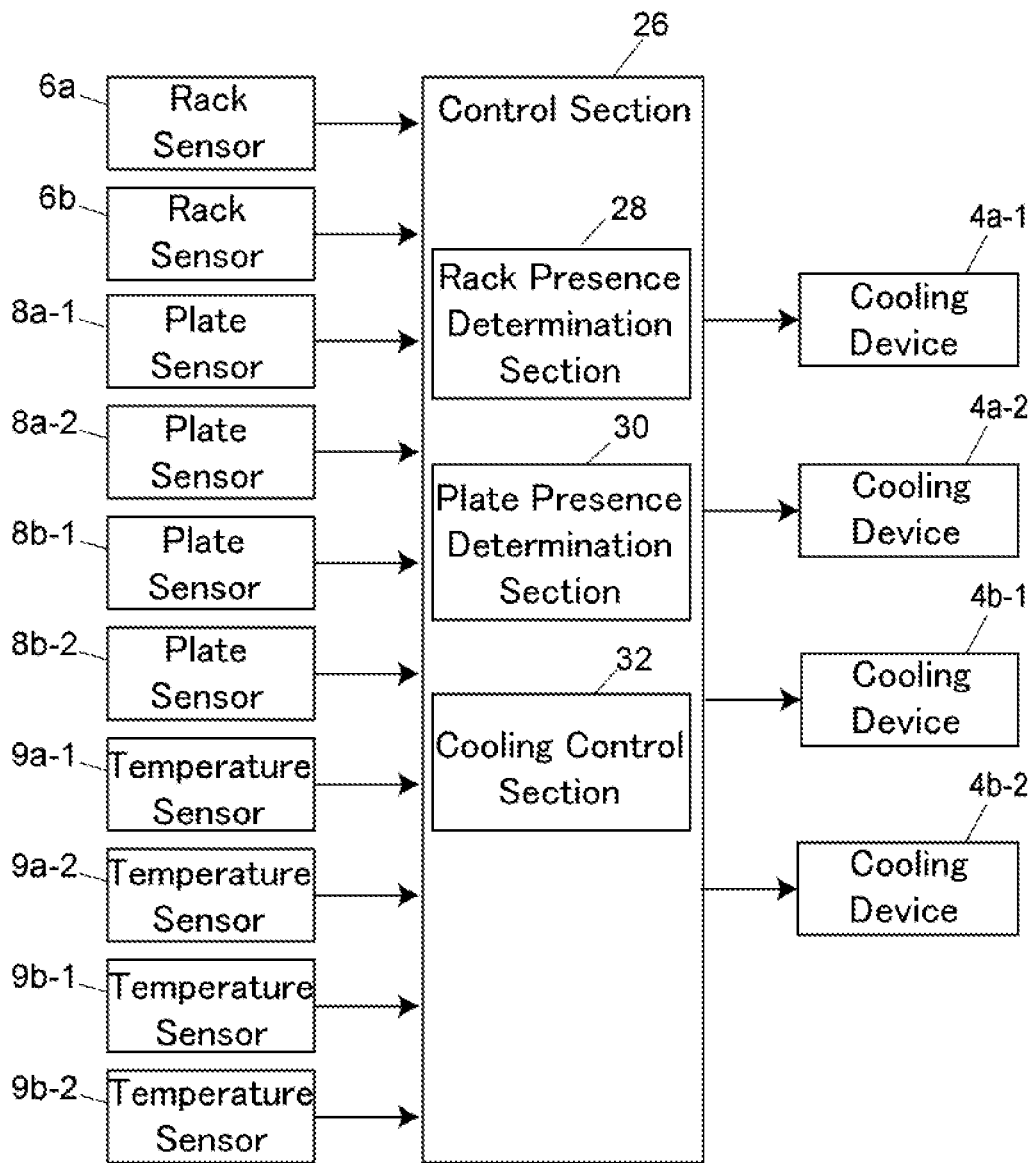 26
6a
Rack
Sensor
Control Section
6b
Rack
Sensor
28
4a-1
Rack Presence
Determination
Section
Cooling
Device
8a-1
Plate
Sensor
8a-2
Plate
Sensor
30
4a-2
Plate Presence
Determination
Section
Cooling
Device
8b-1
Plate
Sensor
4b-1
8b-2
Plate
Sensor
32
Cooling
Device
9a-1
Temperature
Sensor
Cooling Control
Section
4b-2
9a-2
Temperature
Sensor
Cooling
Device
9b-1
Temperature
Sensor
9b-2
Temperature
Sensor